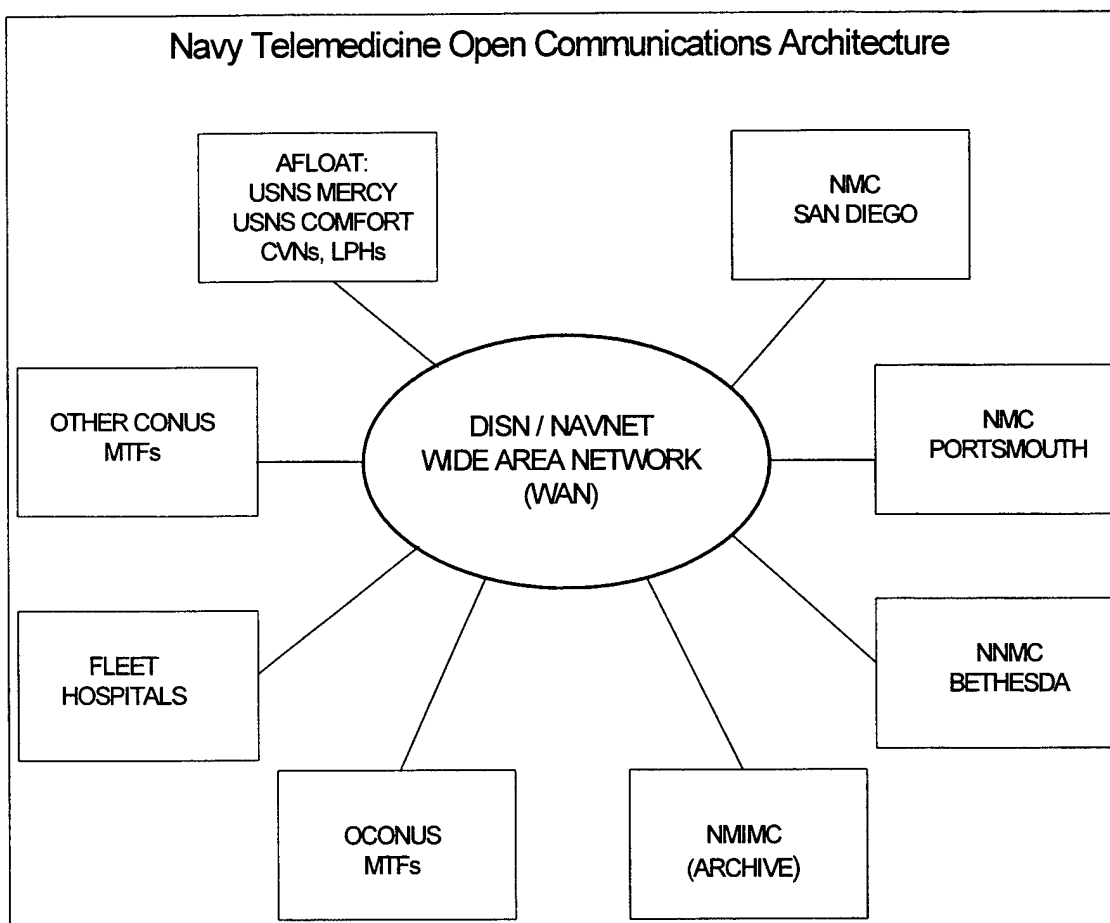 Navy Telemedicine Open Communications Architecture
AFLOAT:
USNS MERCY
USNS COMFORT
CVNs, LPHs
NMC
SAN DIEGO
OTHER CONUS
MTFs
DISN / NAVNET
WIDE AREA NETWORK
(WAN)
NMC
PORTSMOUTH
FLEET
HOSPITALS
NNMC
BETHESDA
OCONUS
MTFs
NMIMC
(ARCHIVE)